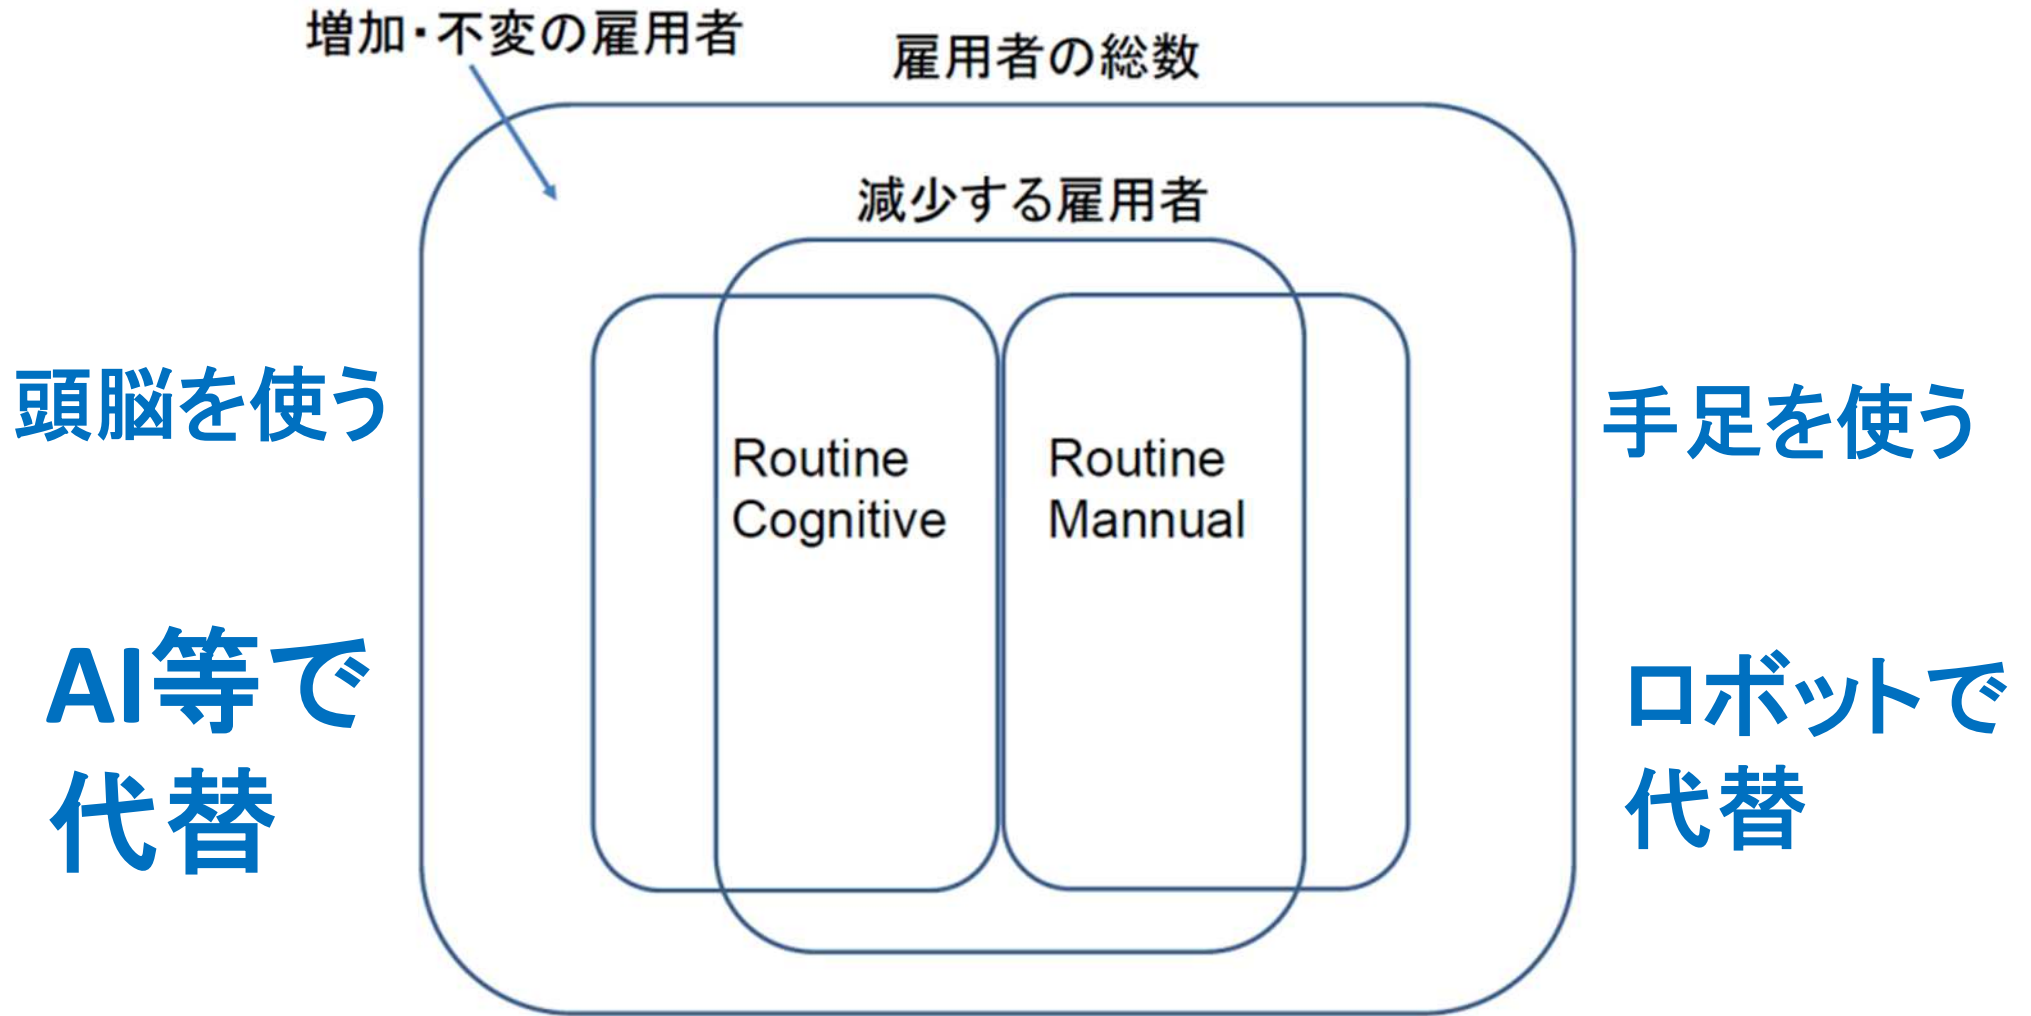 増加・不変の雇用者
雇用者の総数
減少する雇用者
頭脳を使う
手足を使う
Routine
Cognitive
Routine
Mannual
AI等で
代替
ロボットで
代替